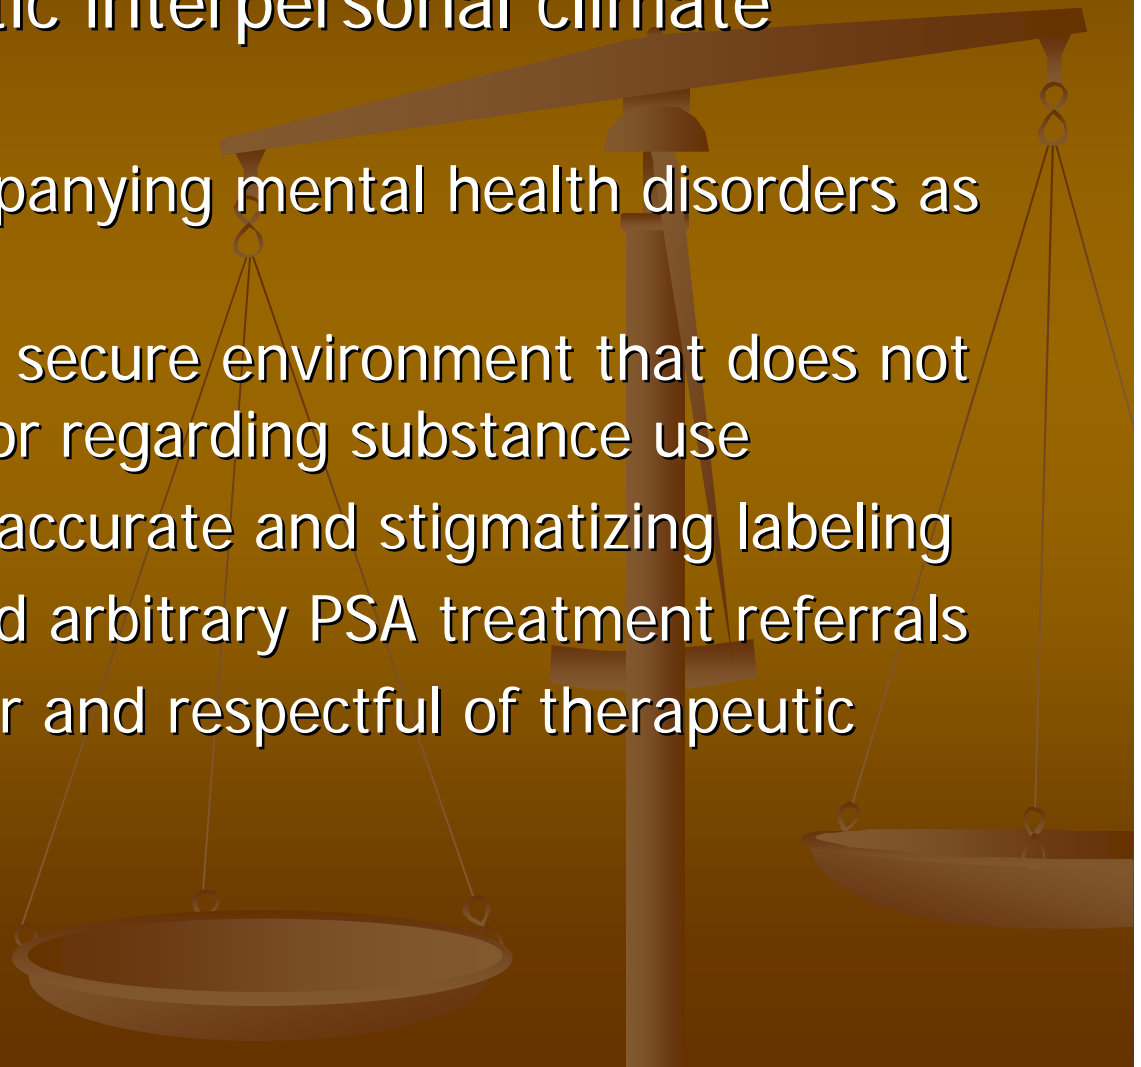 tic interpersonal climate
panying mental health disorders as
secure environment that does not
or regarding substance use
accurate and stigmatizing labeling
d arbitrary PSA treatment referrals
r and respectful of therapeutic